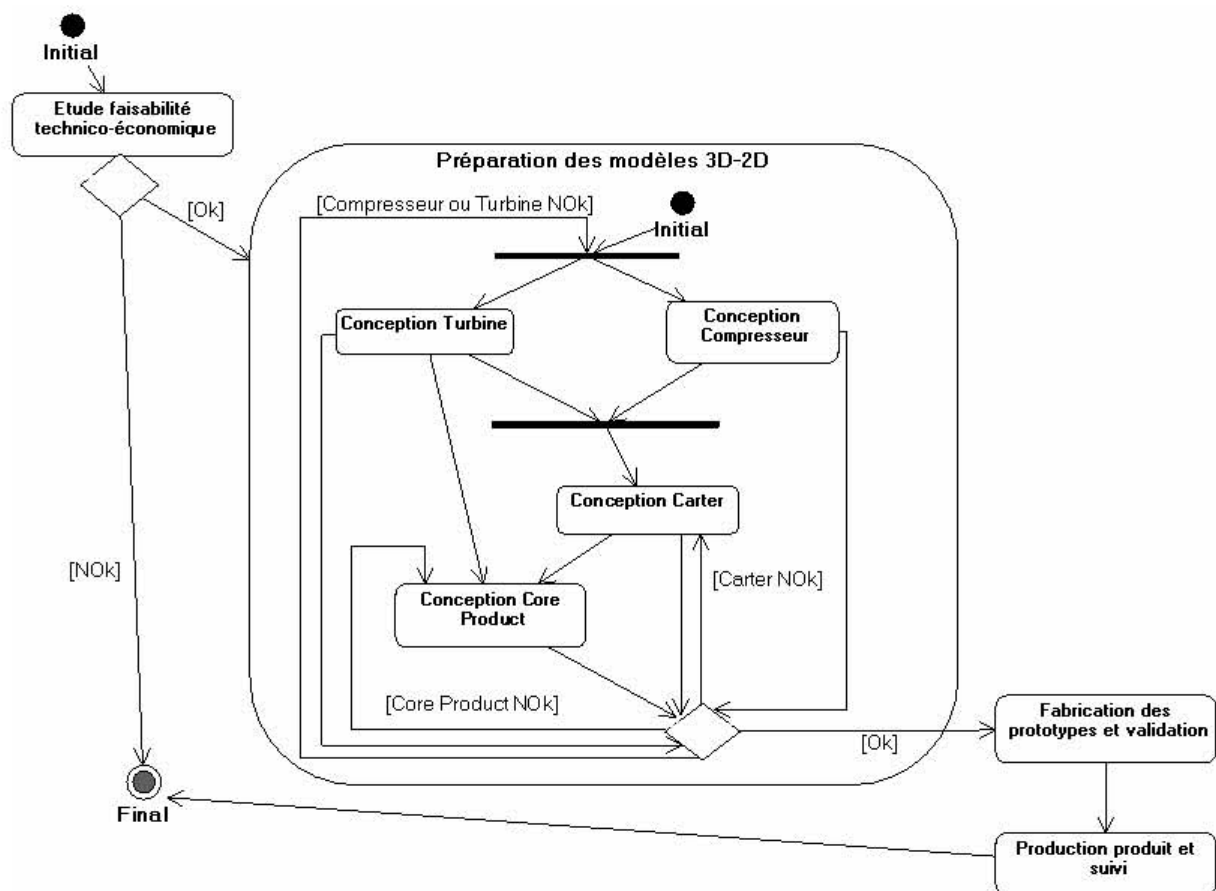 Initial
Etude faisabilité
technico-économique
[Ok]
[NOk]
Final
Préparation des modèles 3D-2D
[Compresseur ou Turbine NOk]
Initial
Conception Turbine
Conception
Compresseur
Conception Carter
[Carter NOk]
Conception Core
Product
[Core Product NOk]
[Ok]
Fabrication des
prototypes et validation
Production produit et
suivi